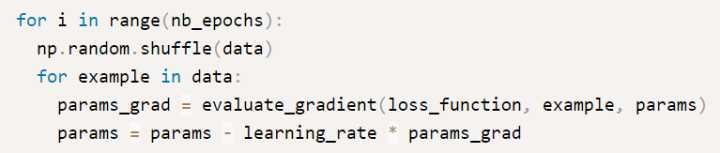 for i in range(nb_epochs):
np.random.shuffle(data)
for example in data:
params_grad = evaluate_gradient(loss_function, example, params)
params = params - learning_rate * params_grad